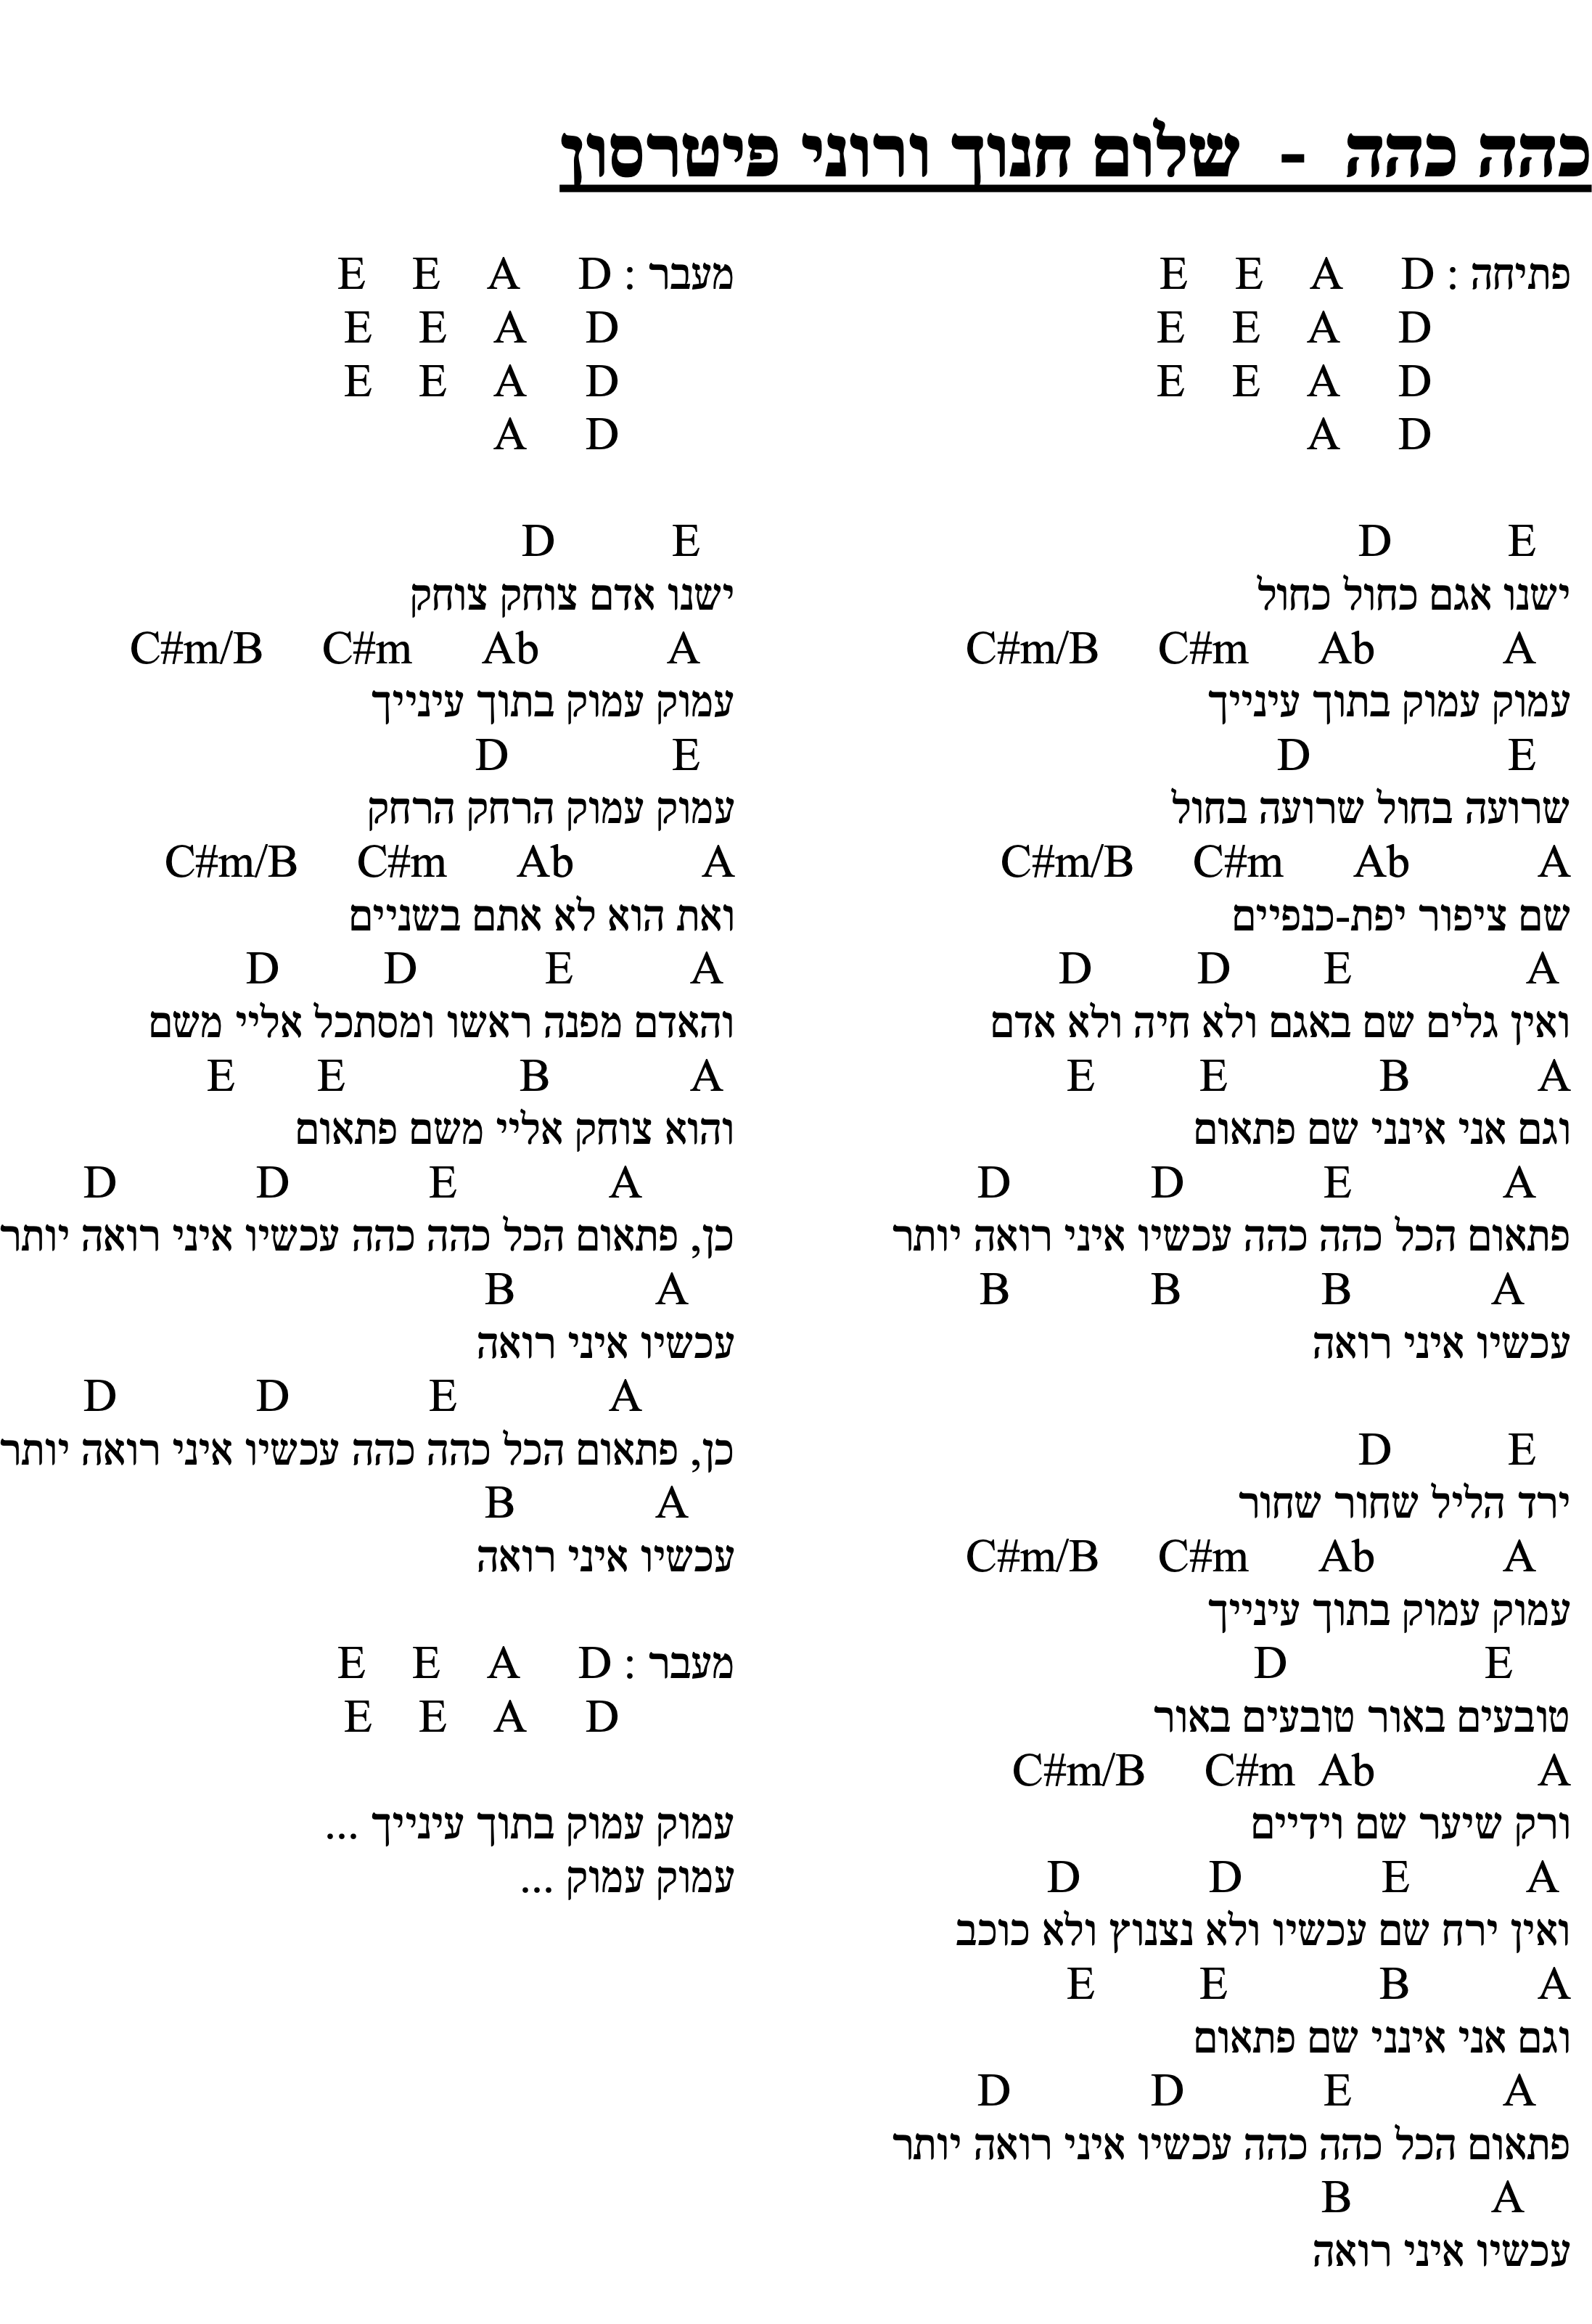 כהה כהה - שלום חנוך ורוני פיטרסון
פתיחה : D A E E
D A E E
D A E E
D A
E D
ישנו אגם כחול כחול
A Ab C#m C#m/B
עמוק עמוק בתוך עינייך
E D
שרועה בחול שרועה בחול
A Ab C#m C#m/B
שם ציפור יפת-כנפיים
A E D D
ואין גלים שם באגם ולא חיה ולא אדם
A B E E
וגם אני אינני שם פתאום
A E D D
פתאום הכל כהה כהה עכשיו איני רואה יותר
A B B B
עכשיו איני רואה
E D
ירד הליל שחור שחור
A Ab C#m C#m/B
עמוק עמוק בתוך עינייך
E D
טובעים באור טובעים באור
A Ab C#m C#m/B
ורק שיער שם וידיים
A E D D
ואין ירח שם עכשיו ולא נצנוץ ולא כוכב
A B E E
וגם אני אינני שם פתאום
A E D D
פתאום הכל כהה כהה עכשיו איני רואה יותר
A B
עכשיו איני רואה
מעבר : D A E E
D A E E
D A E E
D A
E D
ישנו אדם צוחק צוחק
A Ab C#m C#m/B
עמוק עמוק בתוך עינייך
E D
עמוק עמוק הרחק הרחק
A Ab C#m C#m/B
ואת הוא לא אתם בשניים
A E D D
והאדם מפנה ראשו ומסתכל אליי משם
A B E E
והוא צוחק אליי משם פתאום
A E D D
כן, פתאום הכל כהה כהה עכשיו איני רואה יותר
A B
עכשיו איני רואה
A E D D
כן, פתאום הכל כהה כהה עכשיו איני רואה יותר
A B
עכשיו איני רואה
מעבר : D A E E
D A E E
עמוק עמוק בתוך עינייך ...
עמוק עמוק ...